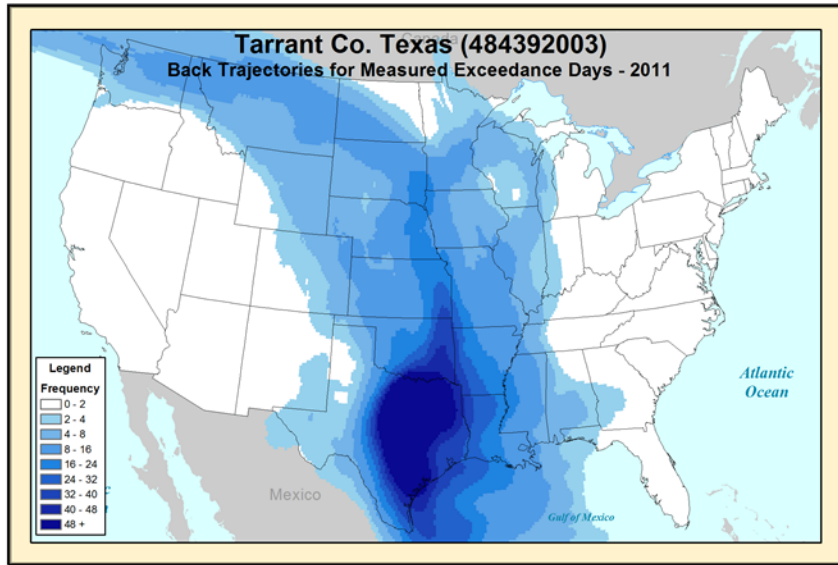 Canada
Tarrant Co. Texas (484392003)
Back Trajectories for Measured Exceedance Days - 2011
Legend
Frequency
0 - 2
2 - 4
4 - 8
8 - 16
16 - 24
24 - 32
32 - 40
40 - 48
48 +
Mexico
Gulf of Mexico
Atlantic
Ocean